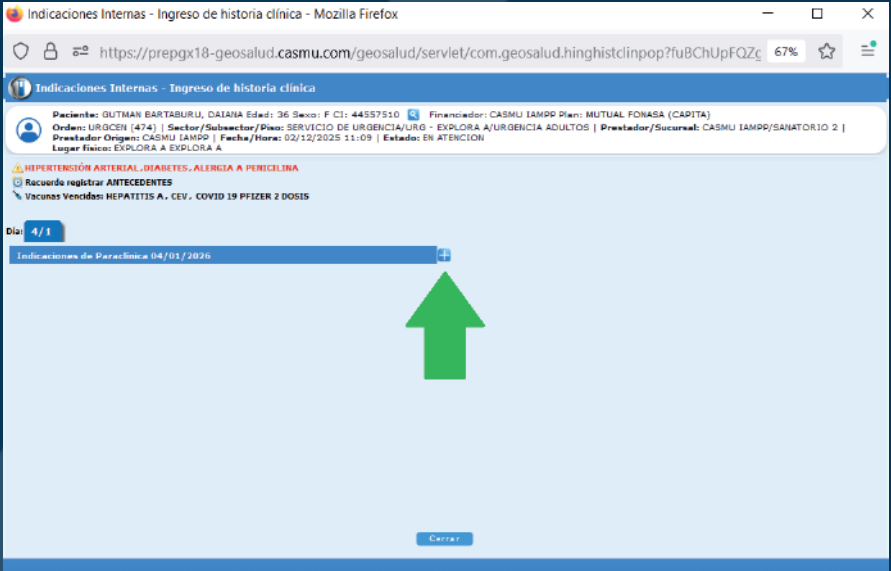 Indicaciones Internas - Ingreso de historia clínica - Mozilla Firefox
https://prepgx18-geosalud.casmu.com/geosalud/servlet/com.geosalud.hinghistclinpop?fuBChUpFQZg 67%
Indicaciones Internas - Ingreso de historia clínica
Paciente: GUTMAN BARTABURU, DAIANA Edad: 36 Sexo: F CI: 44557510 Financiador: CASMU IAMPP Plan: MUTUAL FONASA (CAPITA)
Orden: URGCEN (474) | Sector/Subsector/Piso: SERVICIO DE URGENCIA/URG - EXPLORA A/URGENCIA ADULTOS | Prestador/Sucursal: CASMU IAMPP/SANATORIO 2 |
Prestador Origen: CASMU IAMPP | Fecha/Hora: 02/12/2025 11:09 | Estado: EN ATENCION
Lugar físico: EXPLORA A EXPLORA A
HIPERTENSIÓN ARTERIAL,DIABETES,ALERGIA A PENICILINA
Recuerde registrar ANTECEDENTES
Vacunas Vencidas: HEPATITIS A, CEV, COVID 19 PFIZER 2 DOSIS
Día: 4/1
Indicaciones de Paraclínica 04/01/2026
Cerrar